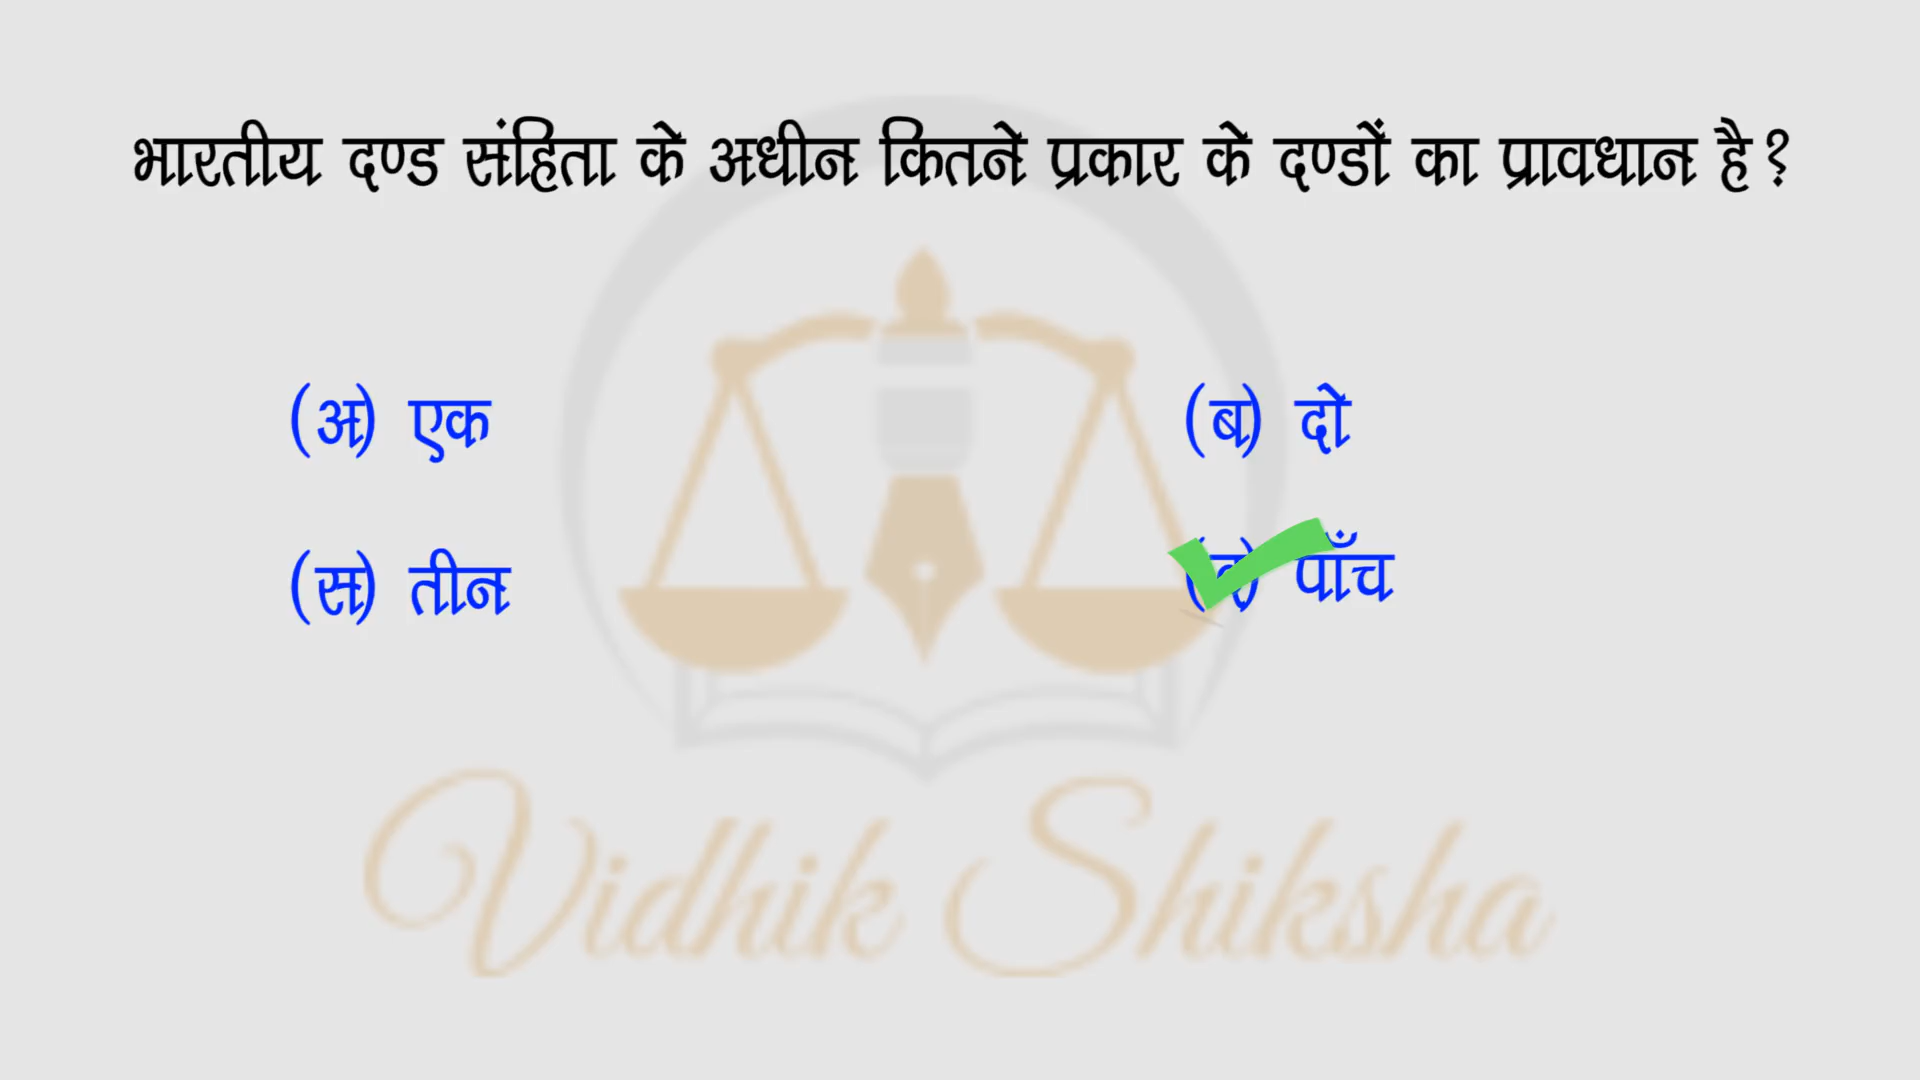 भारतीय दण्ड संहिता के अधीन कितने प्रकार के दण्डों का प्रावधान है?
(अ) एक
(ब) दो
(स) तीन
(द) पाँच
Vidhik Shiksha